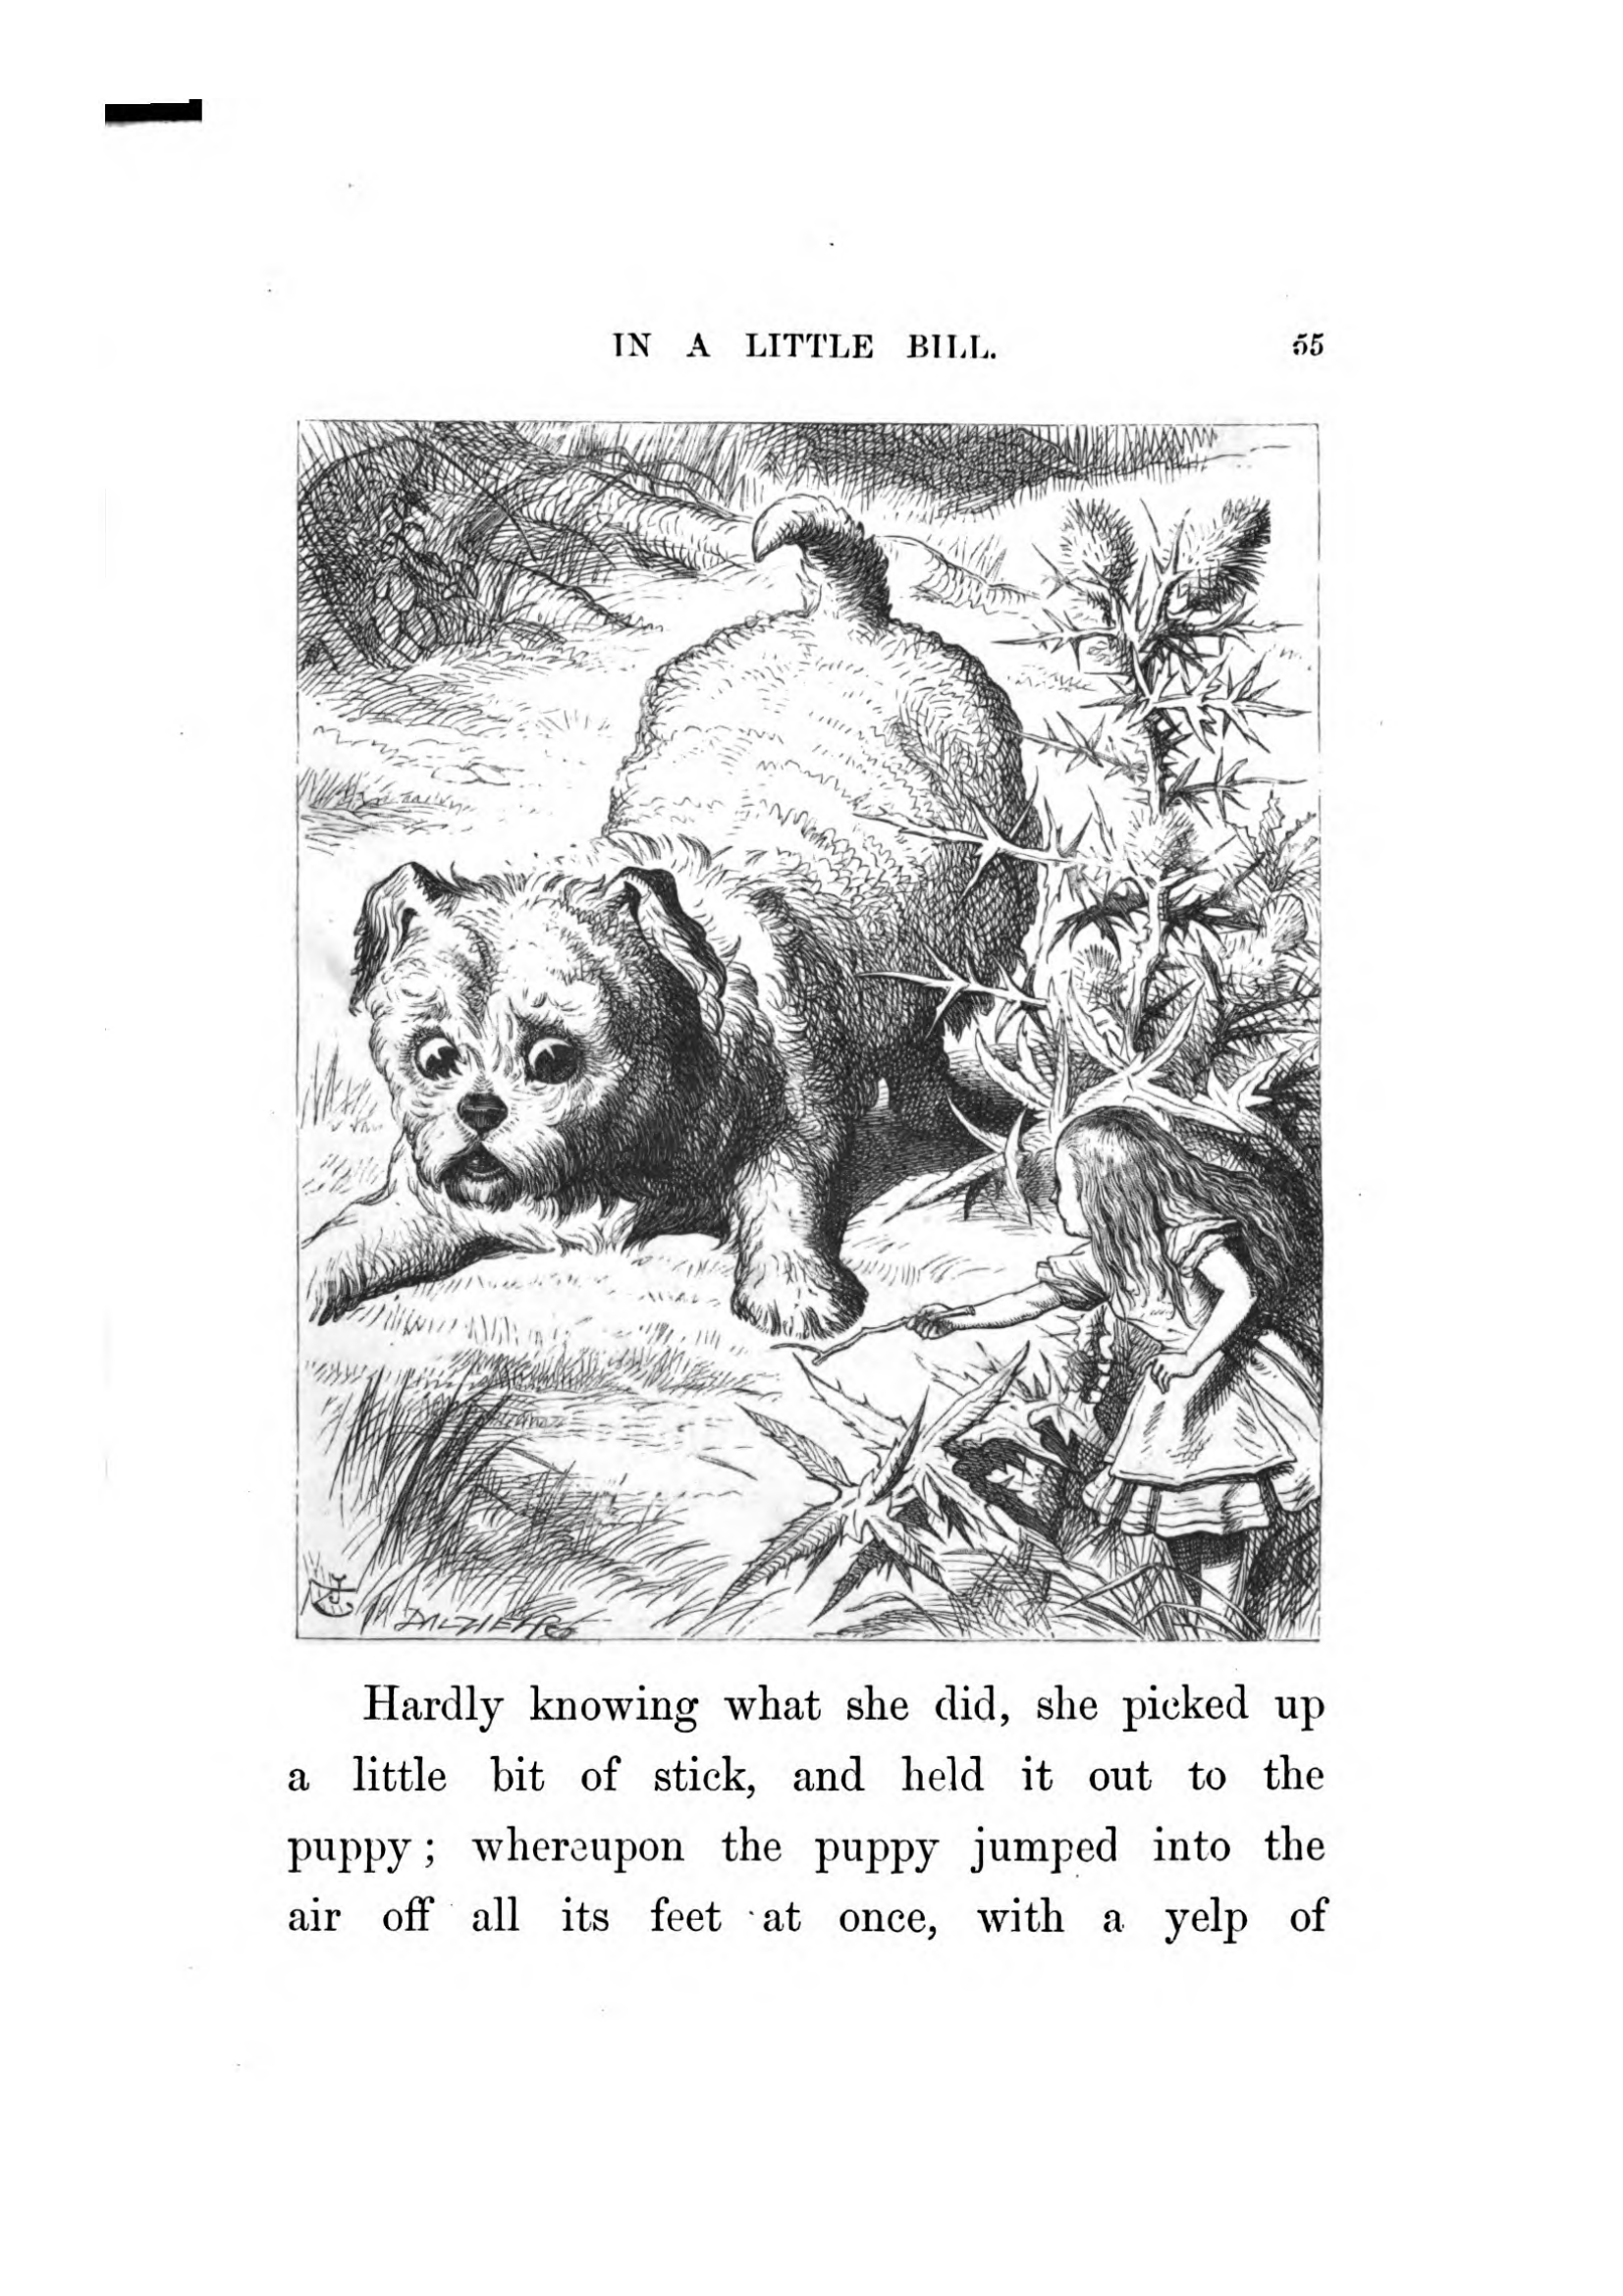 IN A LITTLE BILL. 55
DALZIEL
Hardly knowing what she did, she picked up
a little bit of stick, and held it out to the
puppy; whereupon the puppy jumped into the
air off all its feet at once, with a yelp of